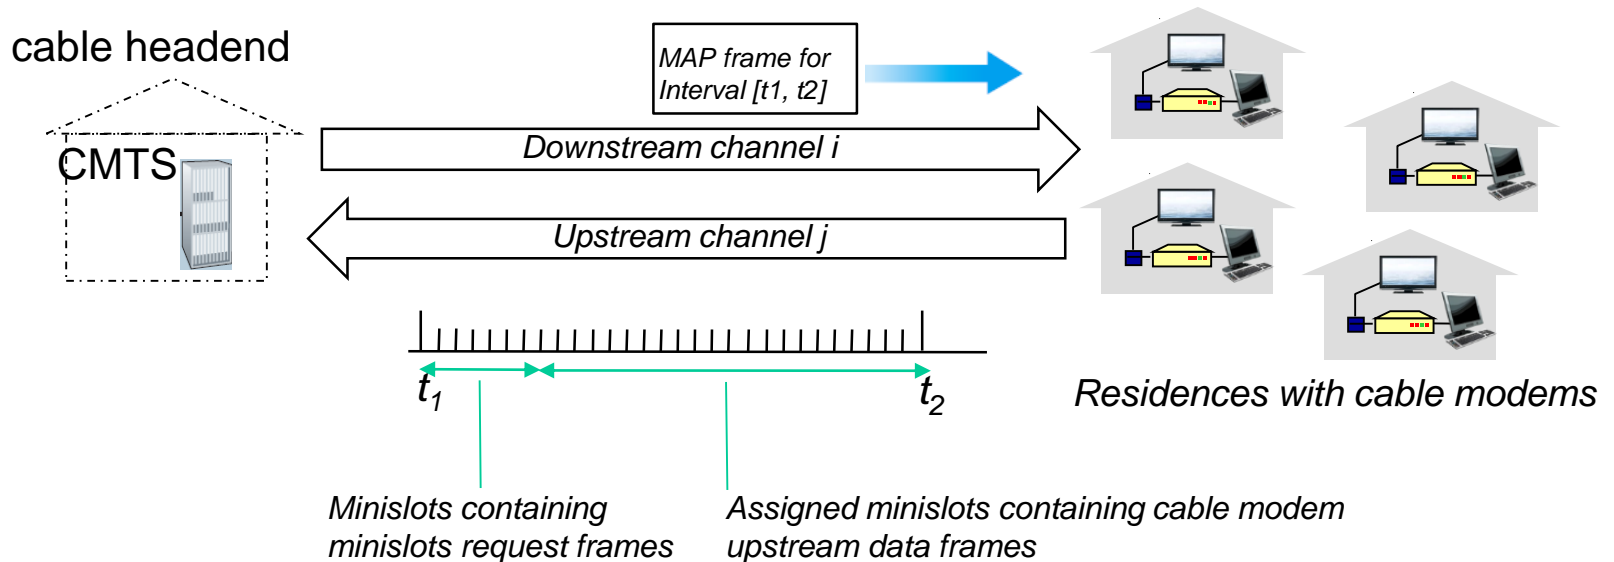 cable headend
MAP frame for
Interval [t1, t2]
CMTS
Downstream channel i
Upstream channel j
t1
t2
Residences with cable modems
Minislots containing
minislots request frames
Assigned minislots containing cable modem
upstream data frames